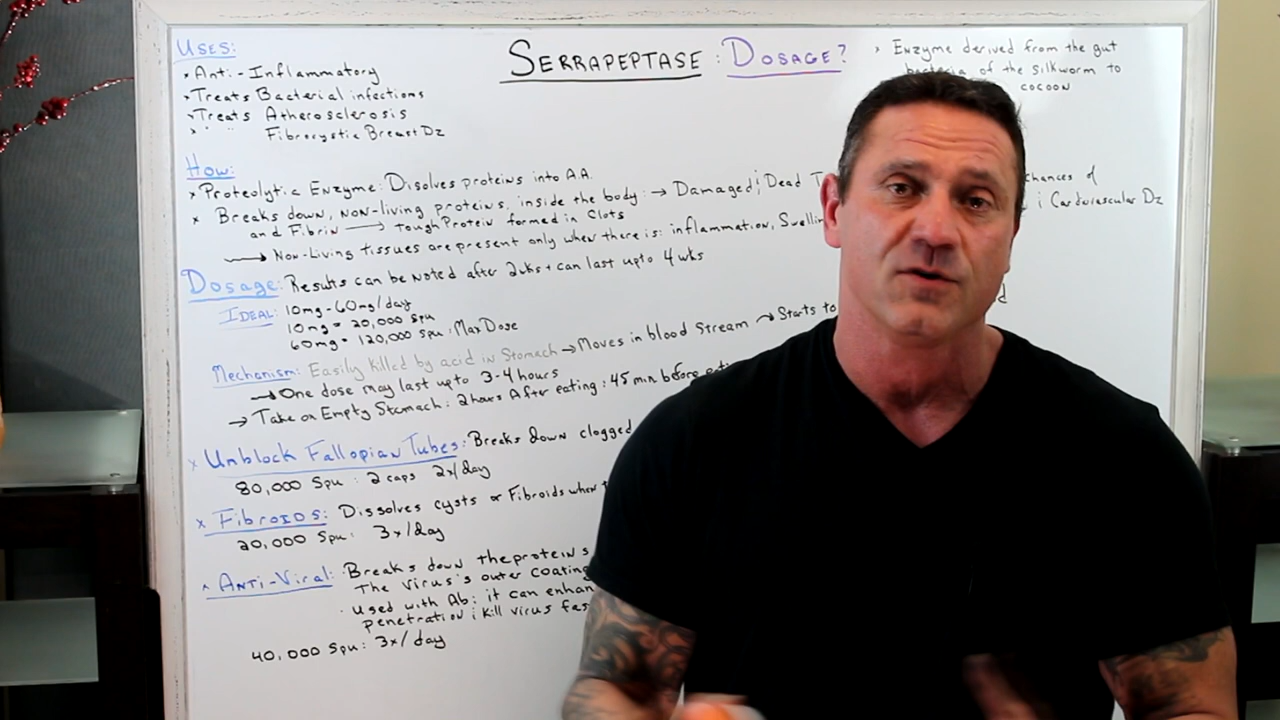 SERRAPEPTASE : DOSAGE?
USES:
Anti-Inflammatory
Treats Bacterial infections
Treats Atherosclerosis
" " Fibrocystic Breast Dz
Enzyme derived from the gut
bacteria of the silkworm to
cocoon
How:
Proteolytic Enzyme: Disolves proteins into A.A.
Breaks down, non-living proteins, inside the body: → Damaged; Dead
chances of
and Fibrin → tough Protein formed in Clots
; Cardiovascular Dz
→ Non-Living tissues are present only when there is: inflammation,
Dosage: Results can be noted after 2wks + can last upto 4 wks
IDEAL: 10mg-60mg/day
10mg = 20,000 Spu
60mg = 120,000 Spu: Max Dose
Mechanism: Easily killed by acid in Stomach → Moves in blood Stream → Starts to
→ One dose may last upto 3-4 hours
→ Take on Empty Stomach: 2 hours After eating: 45 min before
x Unblock Fallopian Tubes: Breaks down clogged
80,000 Spu: 2 caps 2x/day
x FIBROIDS: Dissolves cysts or Fibroids when
20,000 Spu: 3x/day
ANTI-VIRAL: Breaks down the proteins
The Virus's outer coating
Used with Ab: it can
penetration ; kill virus
40,000 Spu: 3x/day